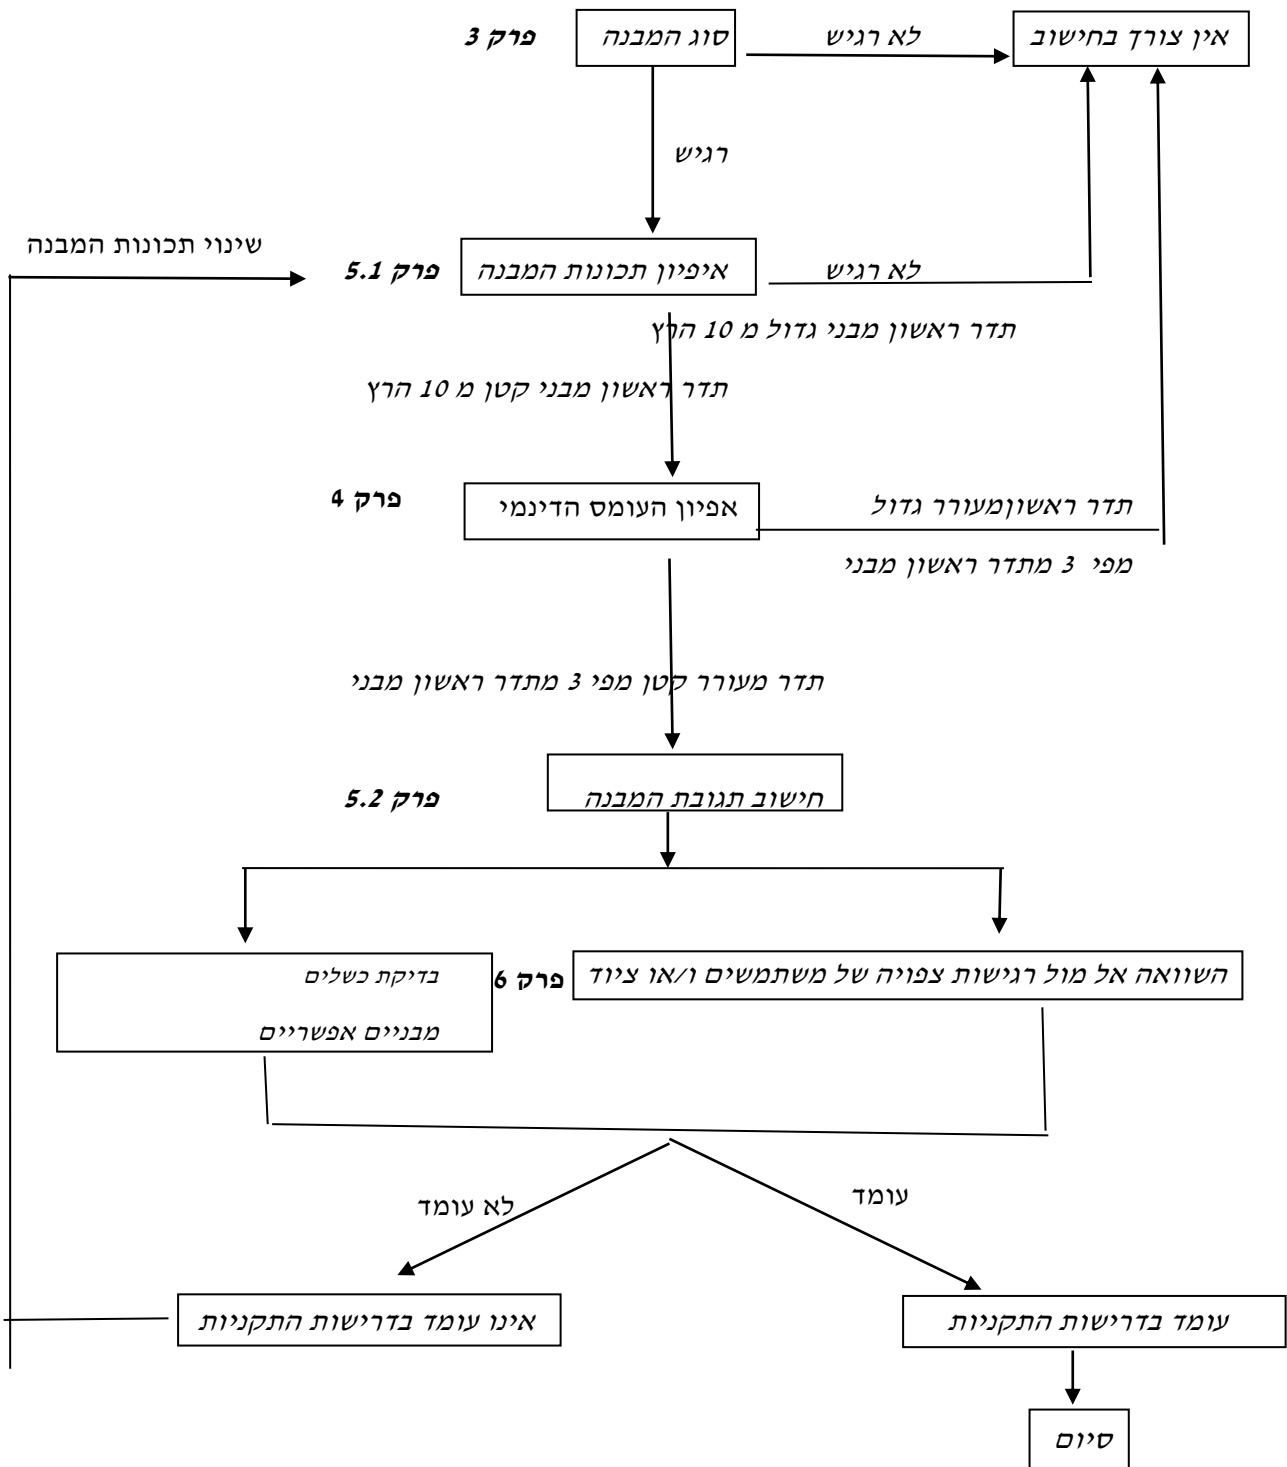 אין צורך בחישוב
לא רגיש
סוג המבנה
פרק 3
רגיש
שינוי תכונות המבנה
לא רגיש
איפיון תכונות המבנה
פרק 5.1
תדר ראשון מבני גדול מ 10 הרץ
תדר ראשון מבני קטן מ 10 הרץ
תדר ראשוןמעורר גדול
אפיון העומס הדינמי
פרק 4
מפי 3 מתדר ראשון מבני
תדר מעורר קטן מפי 3 מתדר ראשון מבני
חישוב תגובת המבנה
פרק 5.2
השוואה אל מול רגישות צפויה של משתמשים ו/או ציוד
פרק 6
בדיקת כשלים
מבניים אפשריים
עומד
לא עומד
עומד בדרישות התקניות
אינו עומד בדרישות התקניות
סיום